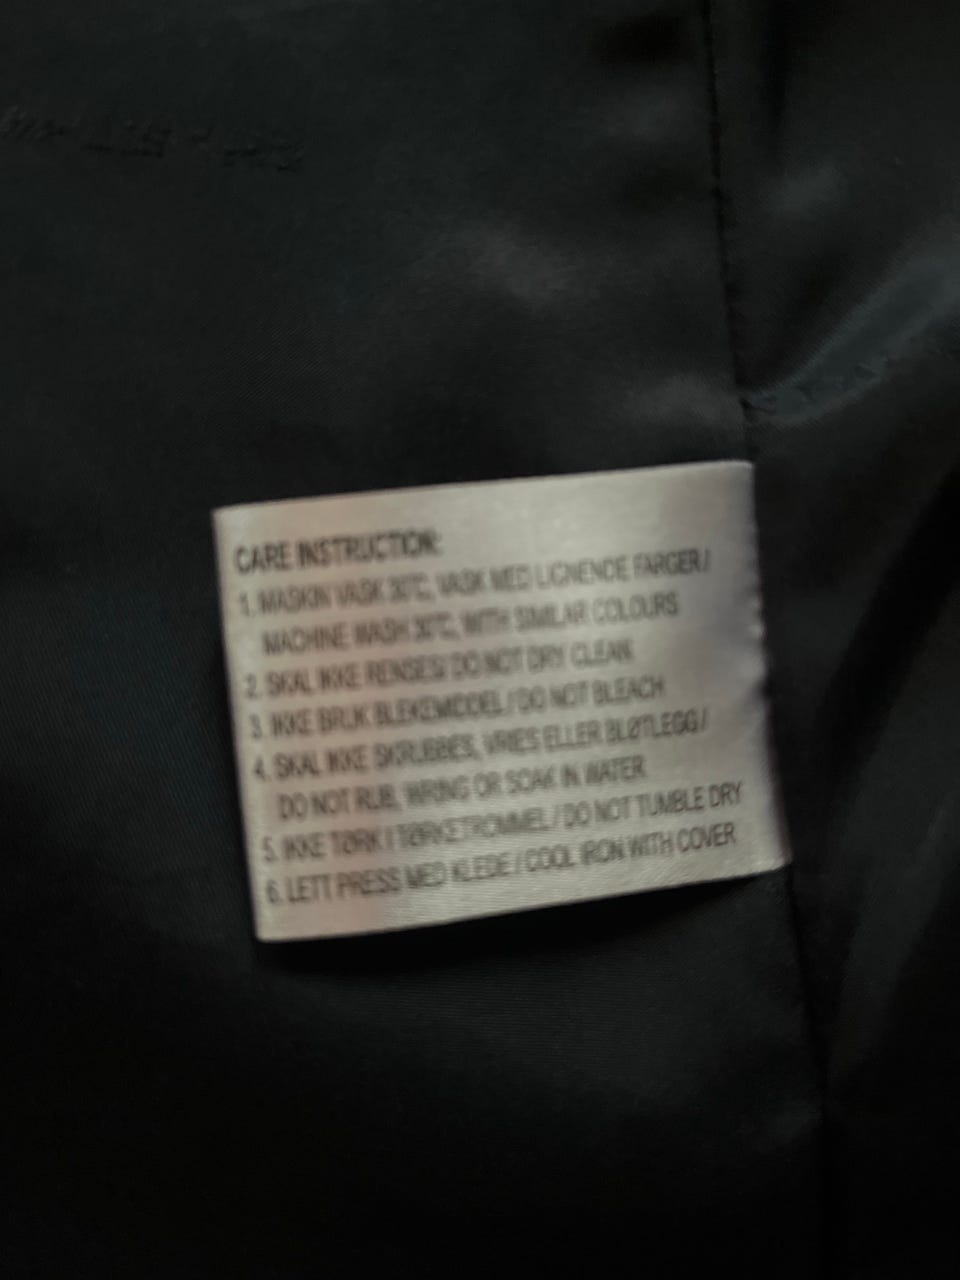 CARE INSTRUCTION:
1. MASKIN VASK 30°C, VASK MED LIGNENDE FARGER /
MACHINE WASH 30°C, WITH SIMILAR COLOURS
2. SKAL IKKE RENSES/ DO NOT DRY CLEAN
3. IKKE BRUK BLEKEMIDDEL / DO NOT BLEACH
4. SKAL IKKE SKRUBBES, VRIES ELLER BLØTLEGG /
DO NOT RUB, WRING OR SOAK IN WATER
5. IKKE TØRK I TØRKETROMMEL / DO NOT TUMBLE DRY
6. LETT PRESS MED KLEDE / COOL IRON WITH COVER